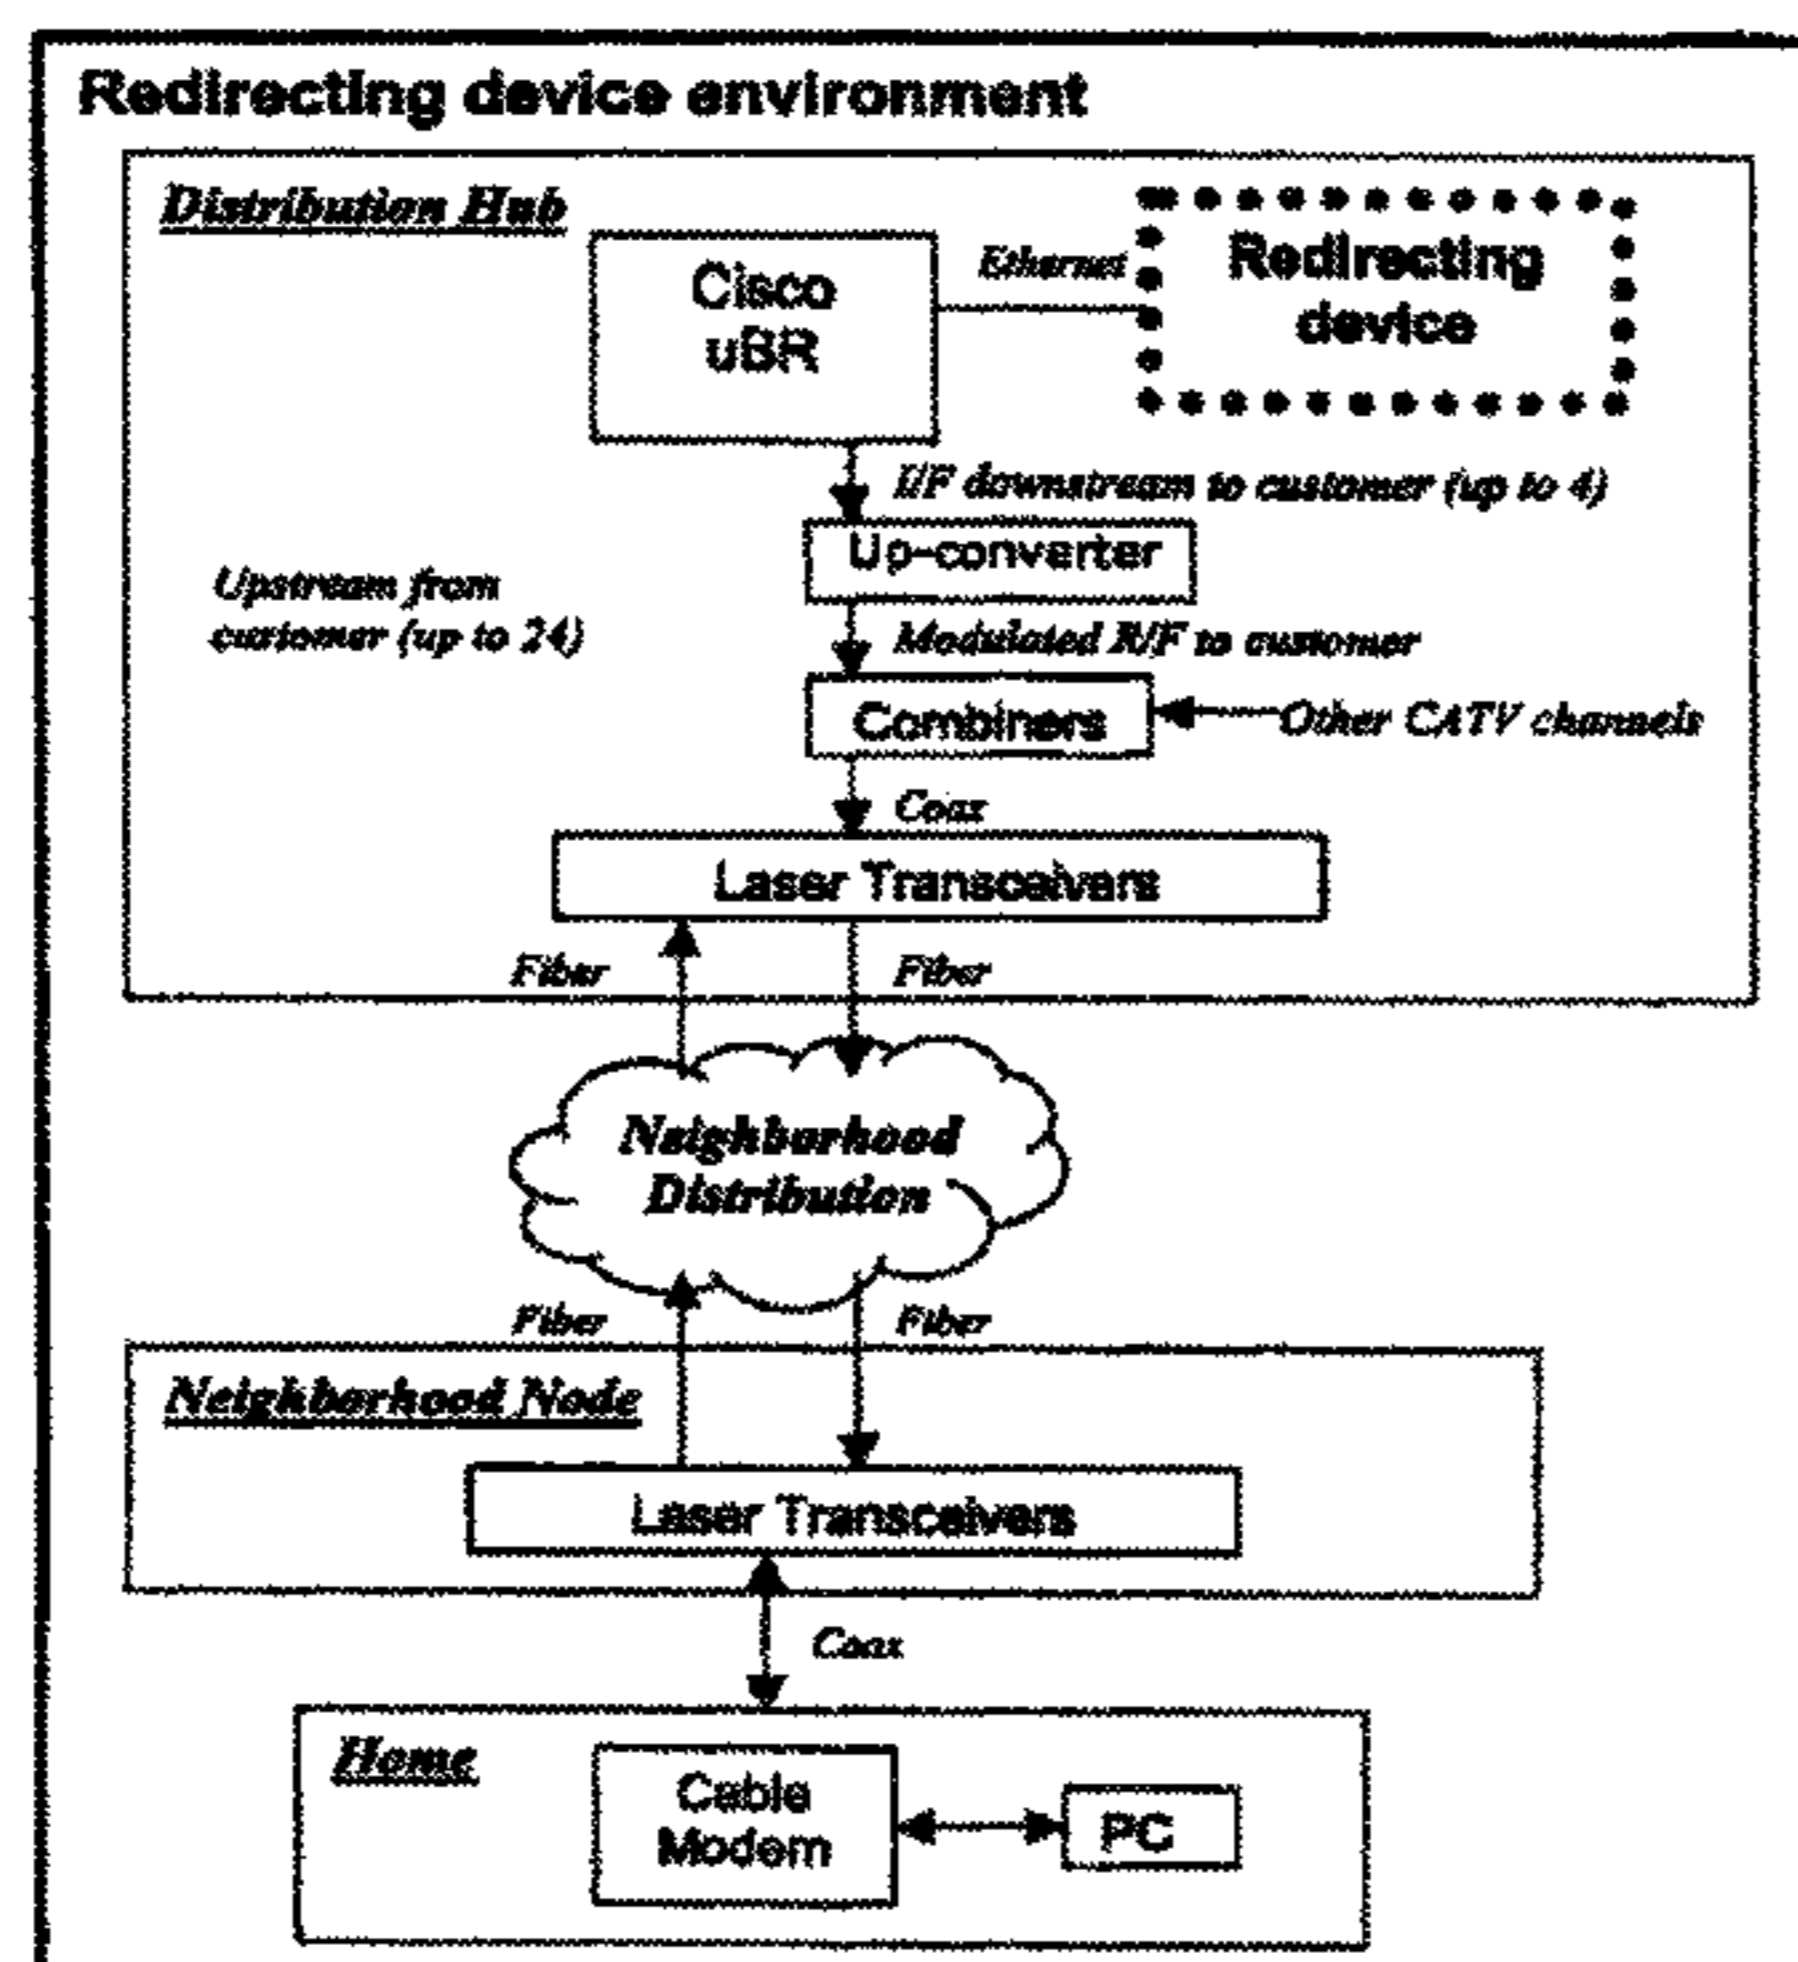 Redirecting device environment
Distribution Hub
Cisco
uBR
Ethernet
Redirecting
device
I/F downstream to customer (up to 4)
Up-converter
Upstream from
customer (up to 24)
Modulated R/F to customer
Combiners
Other CATV channels
Coax
Laser Transceivers
Fiber
Fiber
Neighborhood
Distribution
Fiber
Fiber
Neighborhood Node
Laser Transceivers
Coax
Home
Cable
Modem
PC